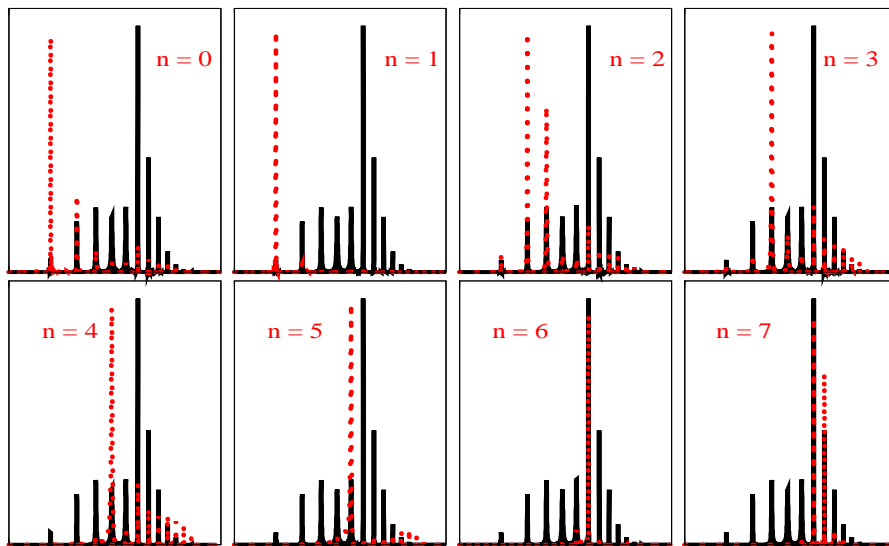 n = 0
n = 1
n = 2
n = 3
n = 4
n = 5
n = 6
n = 7